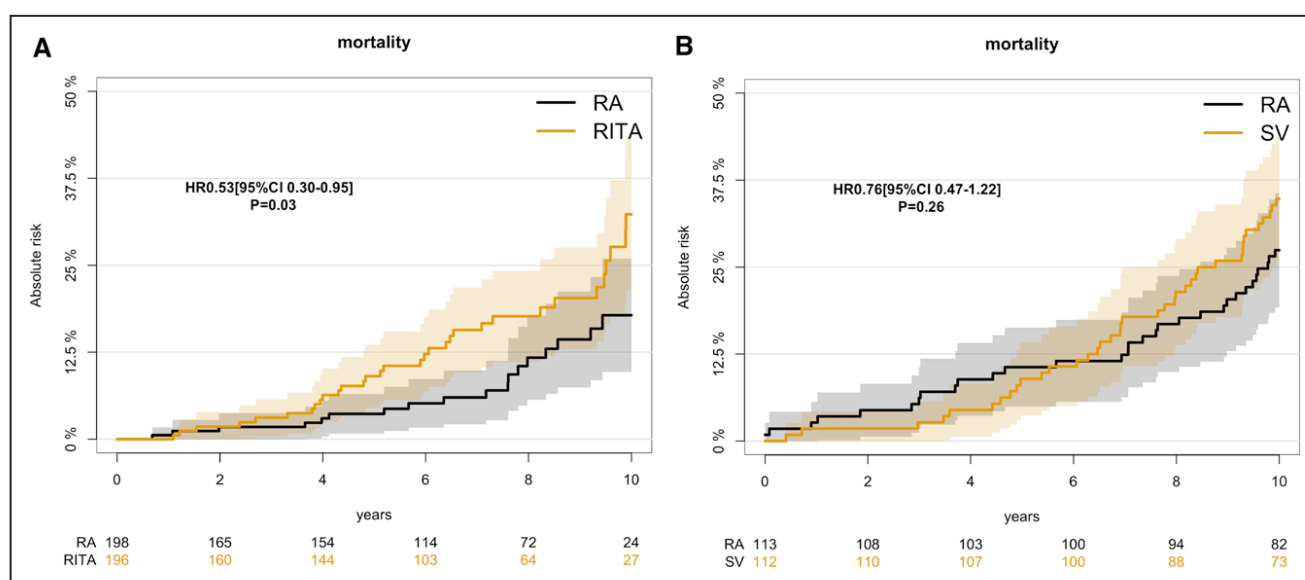 A
mortality
50 %
37.5 %
25 %
12.5 %
0 %
Absolute risk
RA
RITA
HR0.53[95%CI 0.30-0.95]
P=0.03
0 2 4 6 8 10
years
RA 198 165 154 114 72 24
RITA 196 160 144 103 64 27
B
mortality
50 %
37.5 %
25 %
12.5 %
0 %
Absolute risk
RA
SV
HR0.76[95%CI 0.47-1.22]
P=0.26
0 2 4 6 8 10
years
RA 113 108 103 100 94 82
SV 112 110 107 100 88 73